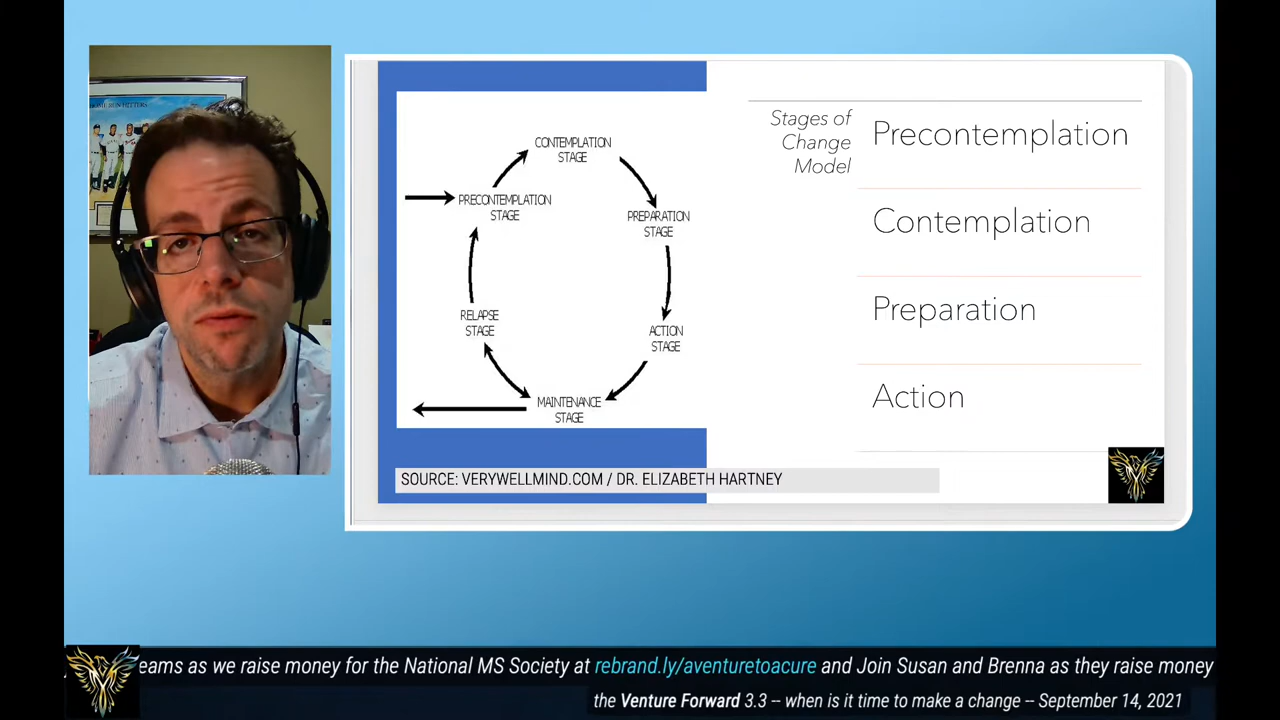 CONTEMPLATION
STAGE
PRECONTEMPLATION
STAGE
PREPARATION
STAGE
RELAPSE
STAGE
ACTION
STAGE
MAINTENANCE
STAGE
Stages of
Change
Model
Precontemplation
Contemplation
Preparation
Action
SOURCE: VERYWELLMIND.COM / DR. ELIZABETH HARTNEY
eams as we raise money for the National MS Society at rebrand.ly/aventuretoacure and Join Susan and Brenna as they raise money
the Venture Forward 3.3 -- when is it time to make a change -- September 14, 2021